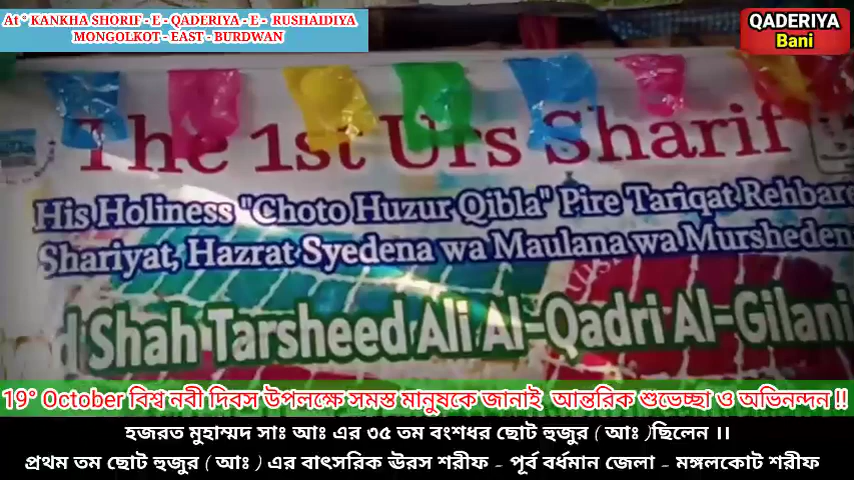 At ° KANKHA SHORIF - E - QADERIYA - E - RUSHAIDIYA
MONGOLKOT - EAST - BURDWAN
QADERIYA
Bani
The 1st Urs Sharif
His Holiness "Choto Huzur Qibla" Pire Tariqat Rehbare
Shariyat, Hazrat Syedena wa Maulana wa Murshedena
d Shah Tarsheed Ali Al-Qadri Al-Gilani
19° October বিশ্ব নবী দিবস উপলক্ষে সমস্ত মানুষকে জানাই আন্তরিক শুভেচ্ছা ও অভিনন্দন !!
হজরত মুহাম্মদ সাঃ আঃ এর ৩৫ তম বংশধর ছোট হুজুর ( আঃ )ছিলেন ।।
প্রথম তম ছোট হুজুর ( আঃ ) এর বাৎসরিক ঊরস শরীফ - পূর্ব বর্ধমান জেলা - মঙ্গলকোট শরীফ